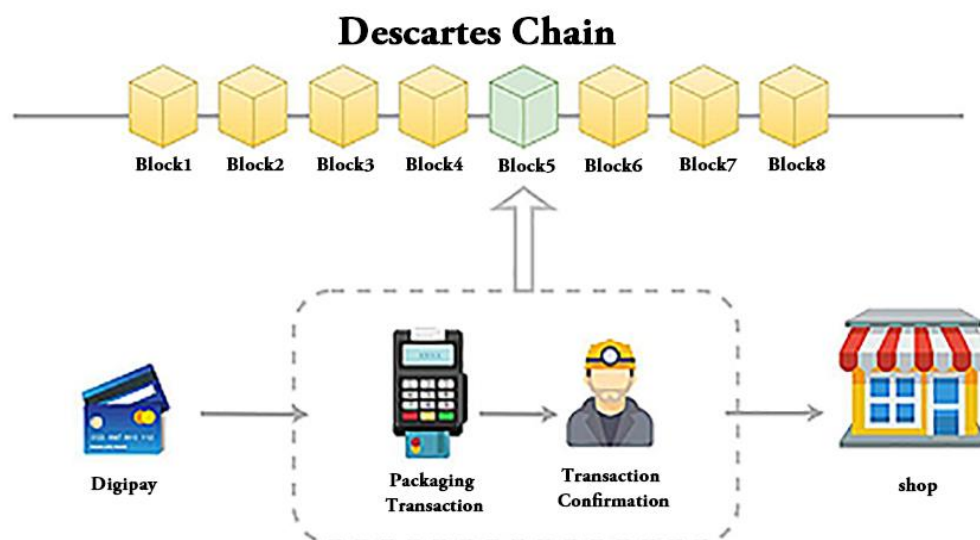 Descartes Chain
Block1 Block2 Block3 Block4 Block5 Block6 Block7 Block8
Digipay
Packaging
Transaction
Transaction
Confirmation
shop